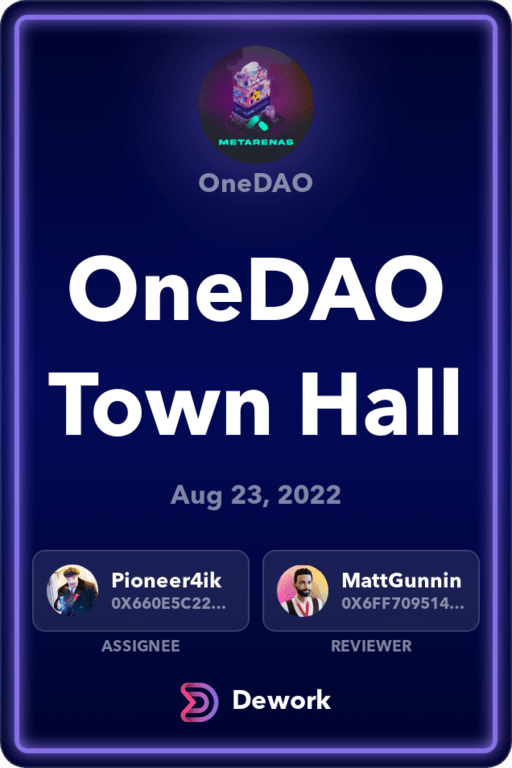 METARENAS
OneDAO
OneDAO
Town Hall
Aug 23, 2022
Pioneer4ik
0X660E5C22...
MattGunnin
0X6FF709514...
ASSIGNEE
REVIEWER
Dework